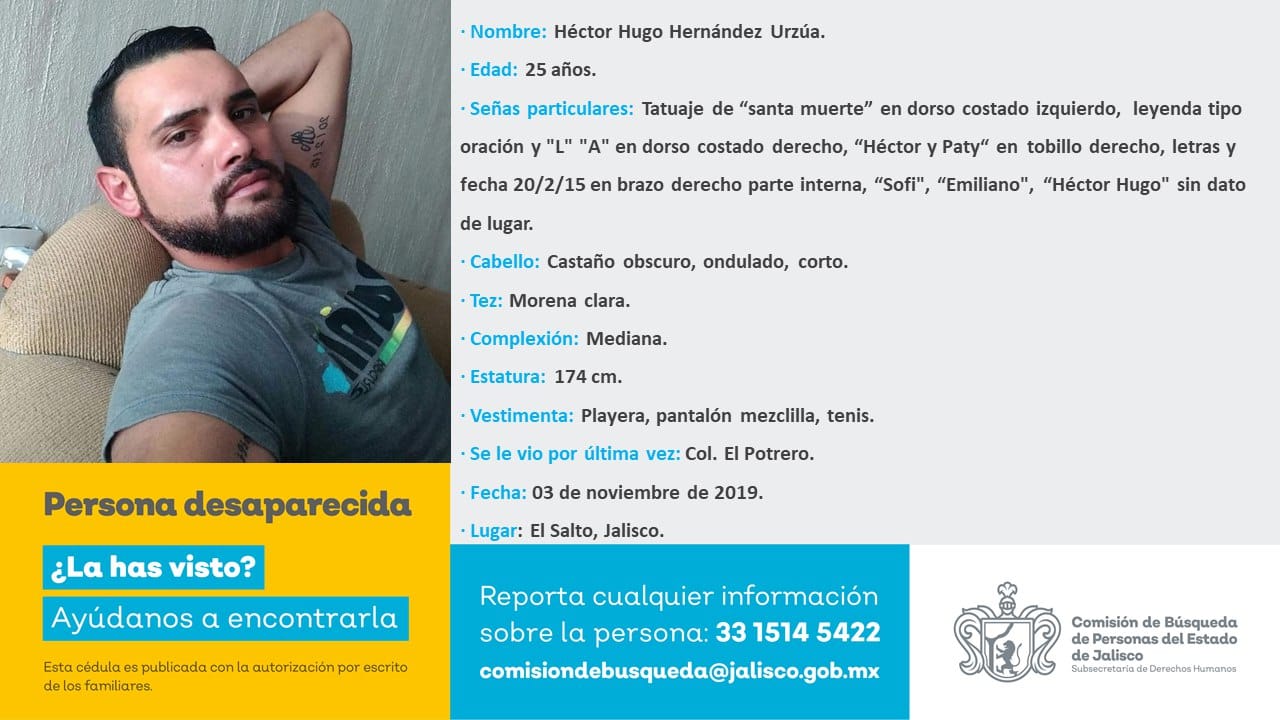 · Nombre: Héctor Hugo Hernández Urzúa.
· Edad: 25 años.
· Señas particulares: Tatuaje de “santa muerte” en dorso costado izquierdo, leyenda tipo
oración y "L" "A" en dorso costado derecho, “Héctor y Paty“ en tobillo derecho, letras y
fecha 20/2/15 en brazo derecho parte interna, “Sofi", “Emiliano", “Héctor Hugo" sin dato
de lugar.
· Cabello: Castaño obscuro, ondulado, corto.
· Tez: Morena clara.
· Complexión: Mediana.
· Estatura: 174 cm.
· Vestimenta: Playera, pantalón mezclilla, tenis.
· Se le vio por última vez: Col. El Potrero.
· Fecha: 03 de noviembre de 2019.
· Lugar: El Salto, Jalisco.
Persona desaparecida
¿La has visto?
Ayúdanos a encontrarla
Esta cédula es publicada con la autorización por escrito
de los familiares.
Reporta cualquier información
sobre la persona: 33 1514 5422
comisiondebusqueda@jalisco.gob.mx
Comisión de Búsqueda
de Personas del Estado
de Jalisco
Subsecretaría de Derechos Humanos